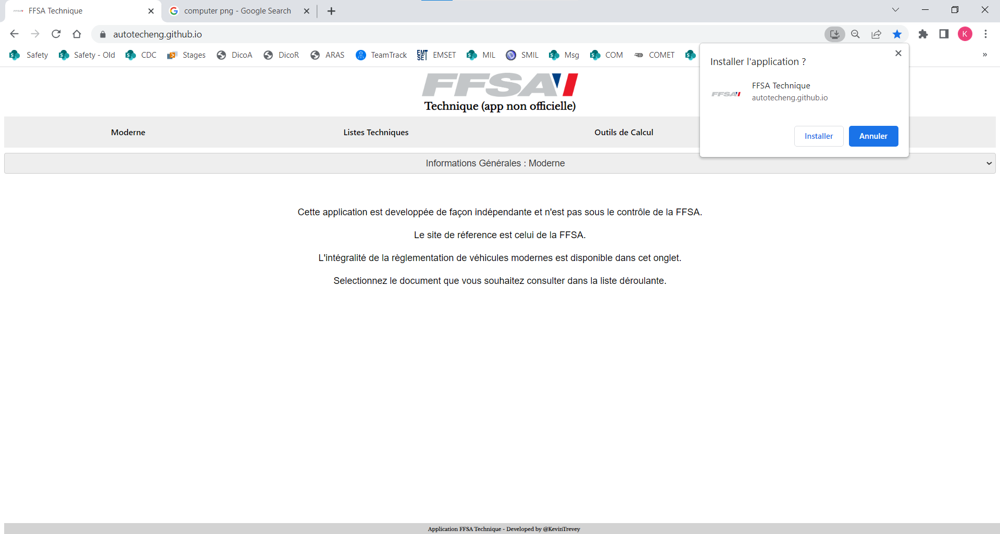 FFSA Technique
computer png - Google Search
autotecheng.github.io
K
Safety
Safety - Old
CDC
Stages
DicoA
DicoR
ARAS
TeamTrack
EMT SET
EMSET
MIL
SMIL
Msg
COM
COMET
»
Installer l'application ?
FFSA
FFSA Technique
autotecheng.github.io
Installer
Annuler
FFSA
Technique (app non officielle)
Moderne
Listes Techniques
Outils de Calcul
Informations Générales : Moderne
Cette application est developpée de façon indépendante et n'est pas sous le contrôle de la FFSA.
Le site de réference est celui de la FFSA.
L'intégralité de la règlementation de véhicules modernes est disponible dans cet onglet.
Selectionnez le document que vous souhaitez consulter dans la liste déroulante.
Application FFSA Technique - Developed by @KevinTrevey